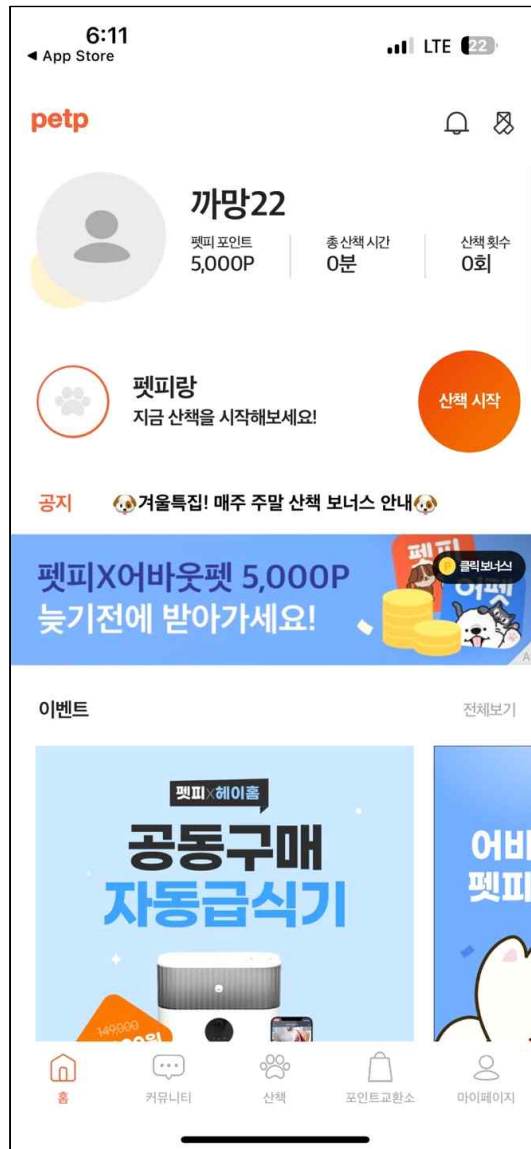 6:11
◀ App Store
LTE 22
petp
까망22
펫피 포인트
5,000P
총 산책 시간
0분
산책 횟수
0회
펫피랑
지금 산책을 시작해보세요!
산책 시작
공지
🐶겨울특집! 매주 주말 산책 보너스 안내🐶
펫피X어바웃펫 5,000P
늦기전에 받아가세요!
펫피
어펫
P 클릭보너스!
이벤트
전체보기
펫피X헤이홈
공동구매
자동급식기
149,000
어바
펫피
홈
커뮤니티
산책
포인트교환소
마이페이지